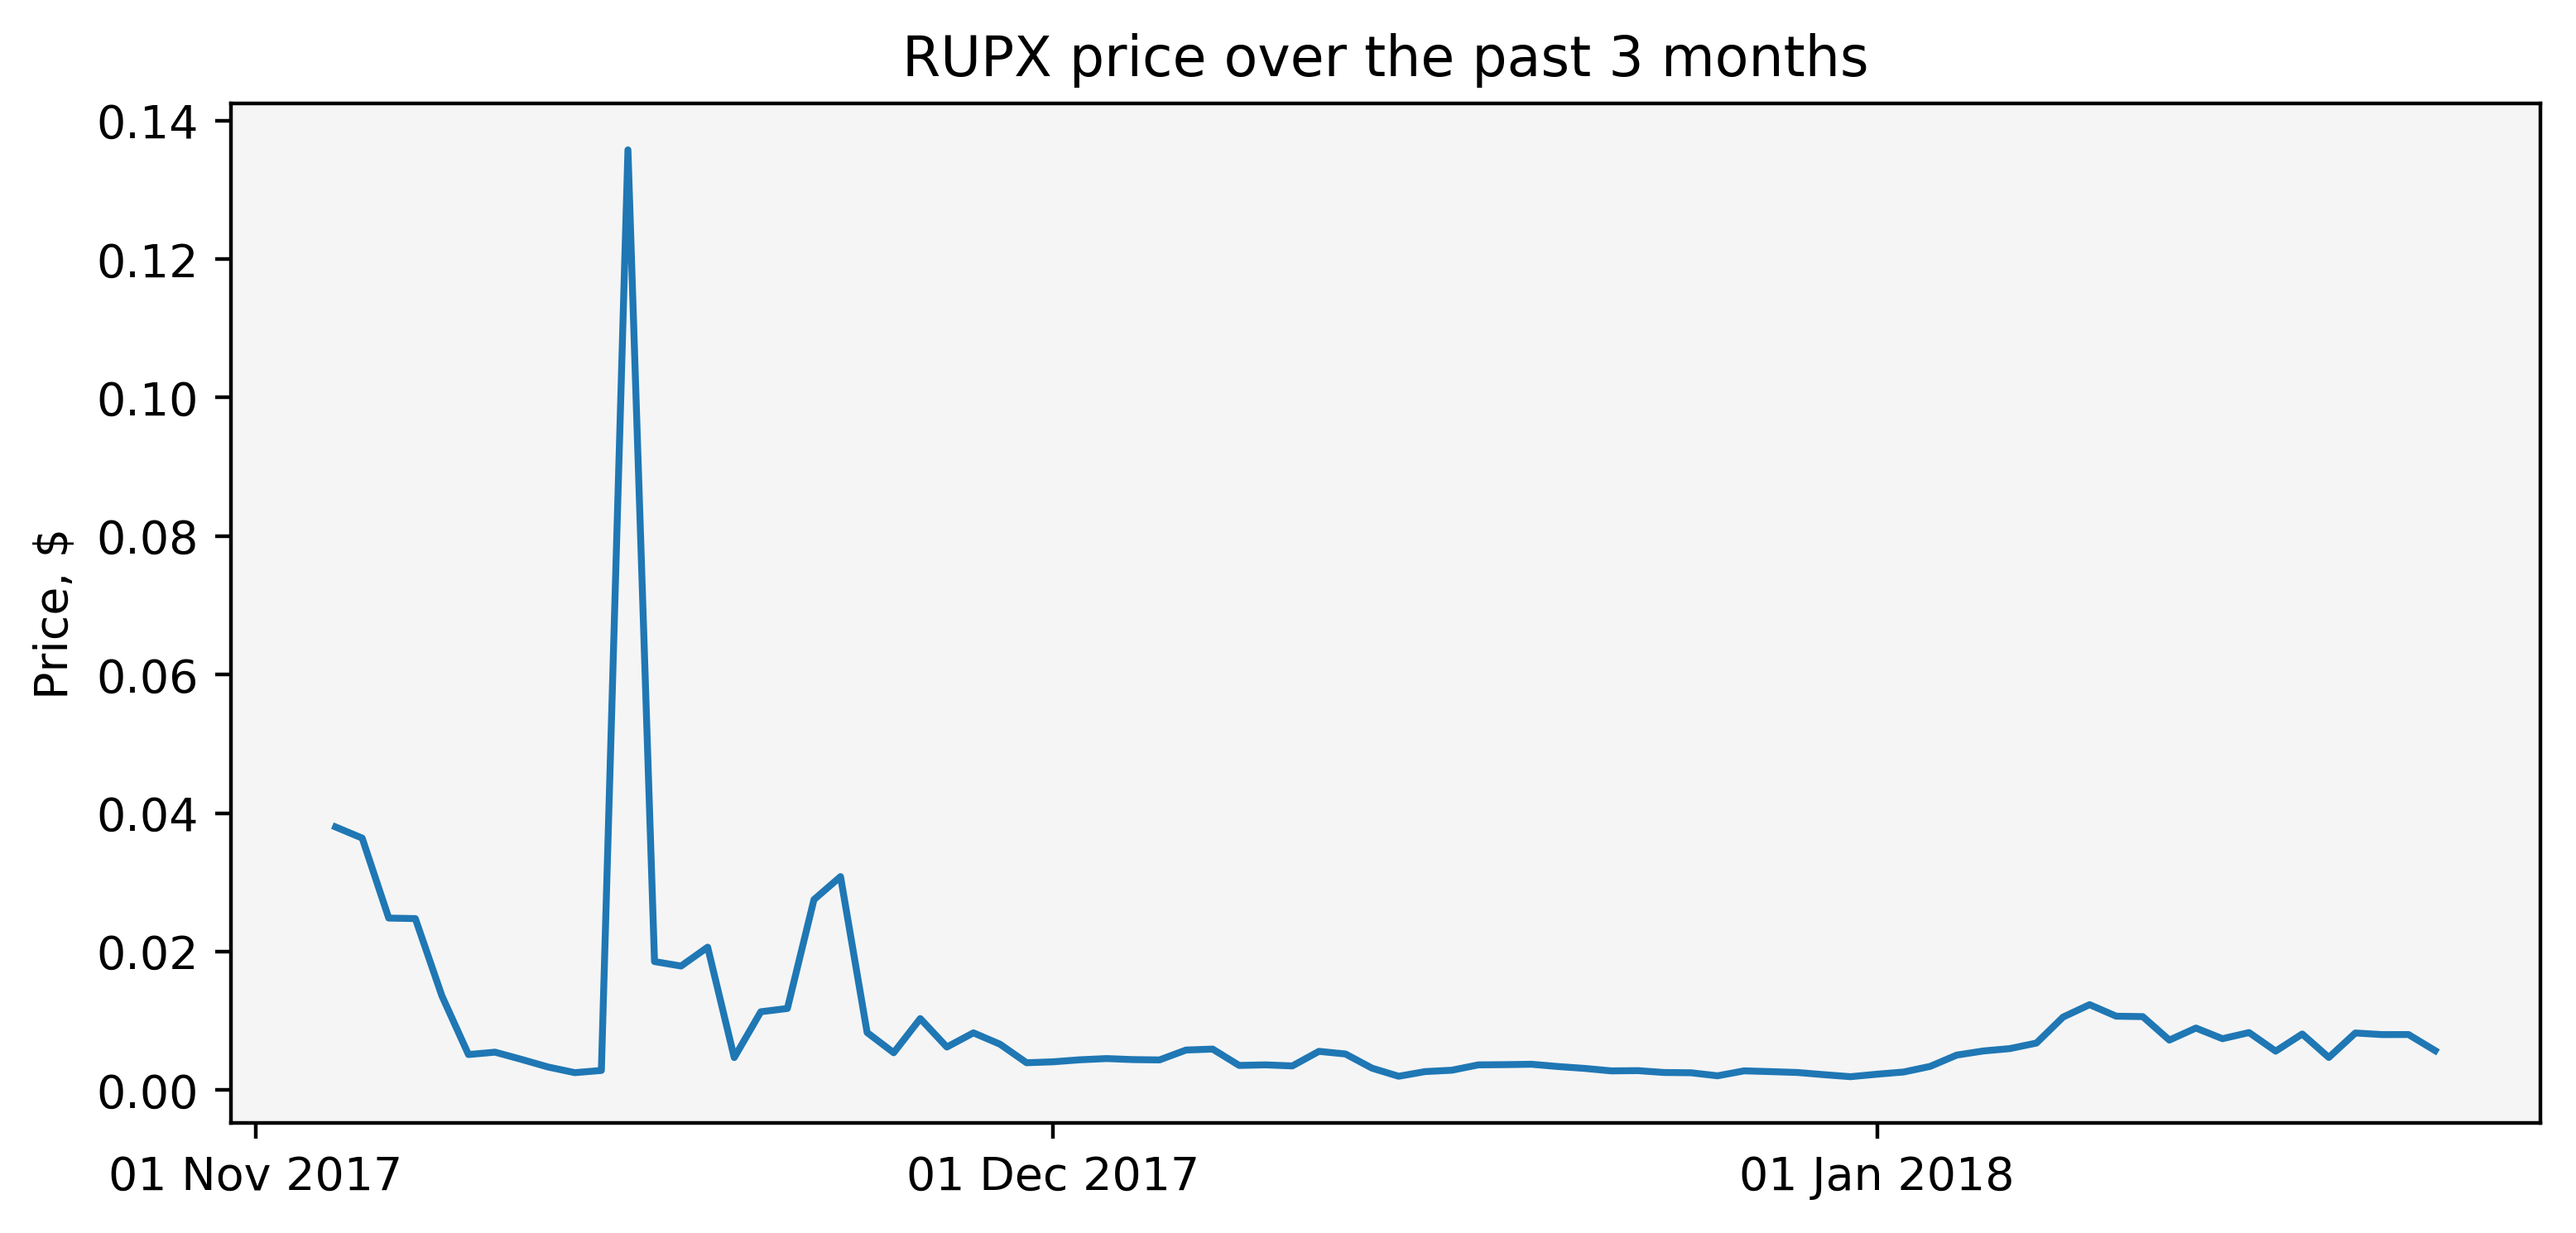 RUPX price over the past 3 months
0.14
0.12
0.10
0.08
0.06
0.04
0.02
0.00
Price, $
01 Nov 2017
01 Dec 2017
01 Jan 2018